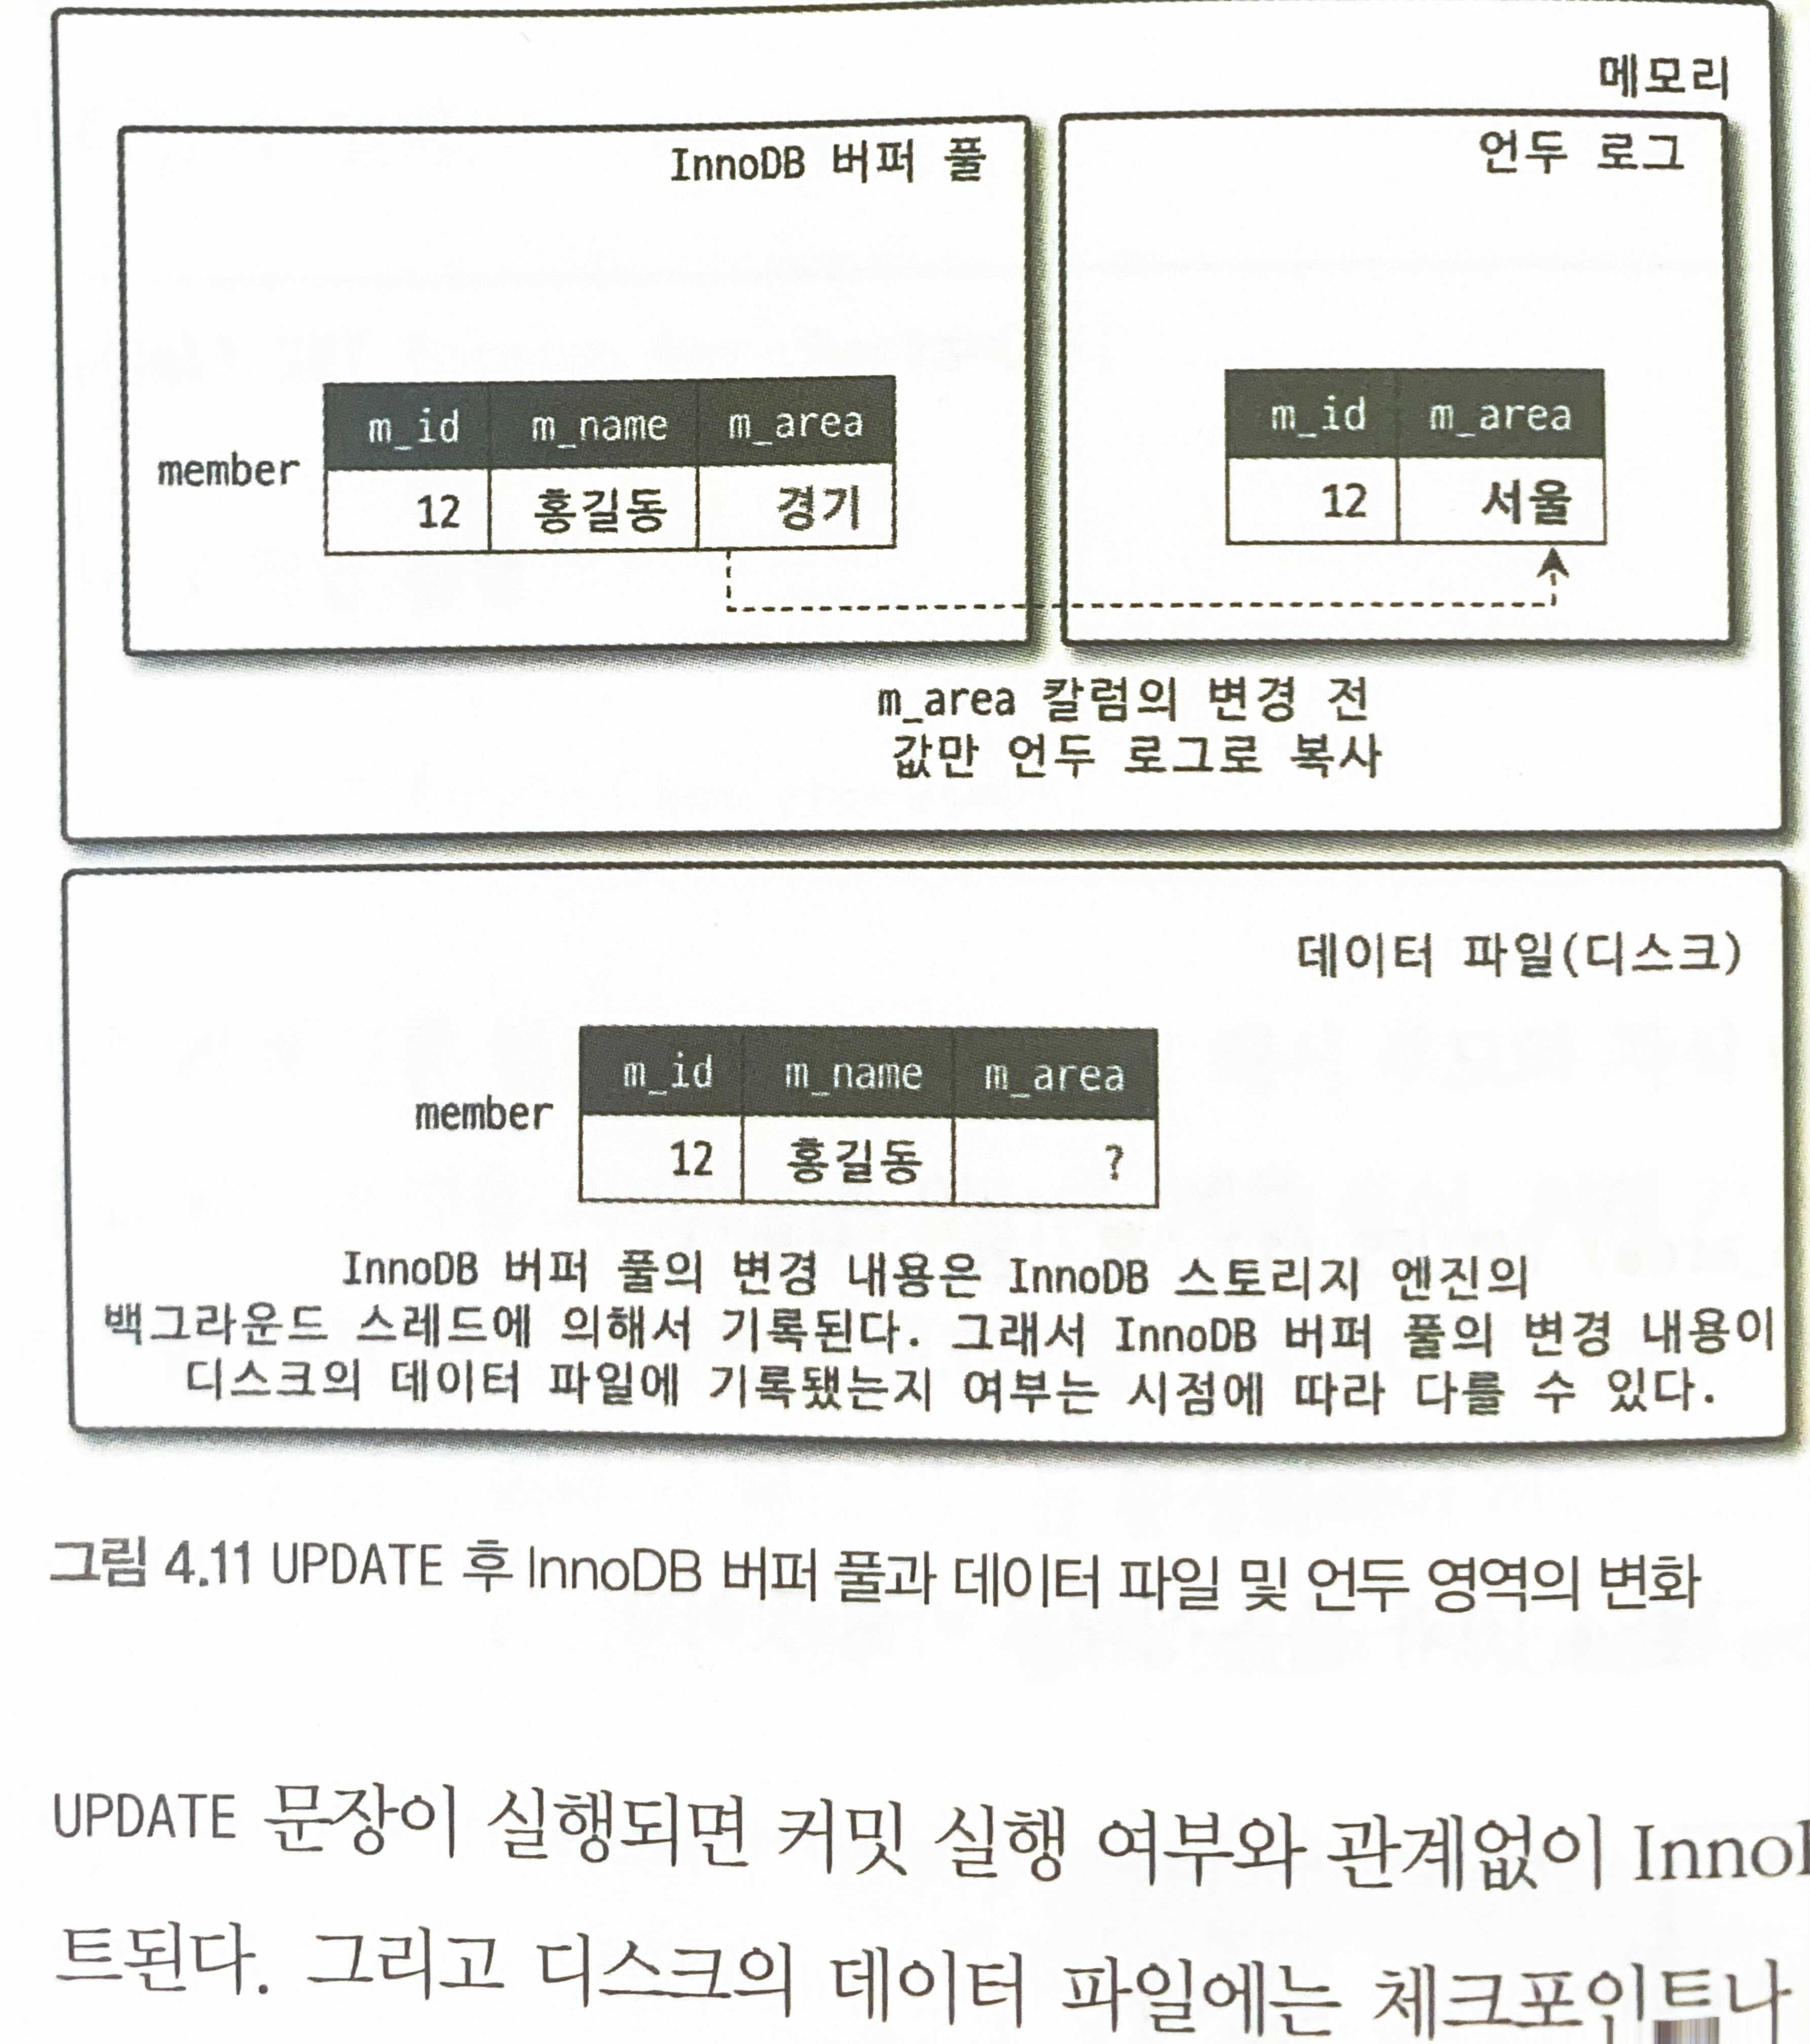 메모리
InnoDB 버퍼 풀
언두 로그
m_id m_name m_area
member
12 홍길동 경기
m_id m_area
12 서울
m_area 칼럼의 변경 전
값만 언두 로그로 복사
데이터 파일(디스크)
m_id m_name m_area
member
12 홍길동 ?
InnoDB 버퍼 풀의 변경 내용은 InnoDB 스토리지 엔진의
백그라운드 스레드에 의해서 기록된다. 그래서 InnoDB 버퍼 풀의 변경 내용이
디스크의 데이터 파일에 기록됐는지 여부는 시점에 따라 다를 수 있다.
그림 4.11 UPDATE 후 InnoDB 버퍼 풀과 데이터 파일 및 언두 영역의 변화
UPDATE 문장이 실행되면 커밋 실행 여부와 관계없이 Inno
트된다. 그리고 디스크의 데이터 파일에는 체크포인트나